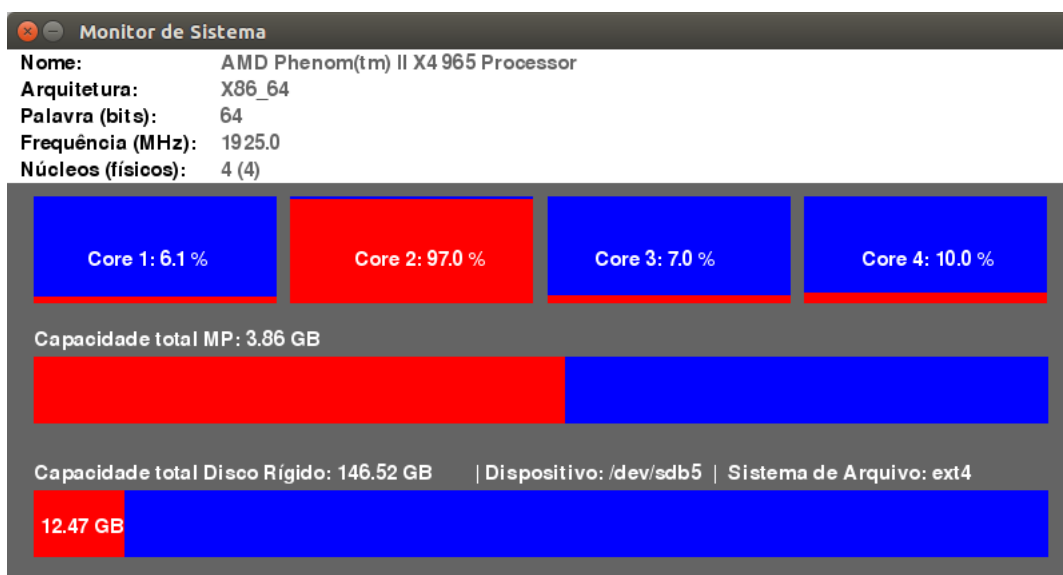 Monitor de Sistema
Nome: AMD Phenom(tm) II X4 965 Processor
Arquitetura: X86_64
Palavra (bits): 64
Frequência (MHz): 1925.0
Núcleos (físicos): 4 (4)
Core 1: 6.1 % Core 2: 97.0 % Core 3: 7.0 % Core 4: 10.0 %
Capacidade total MP: 3.86 GB
Capacidade total Disco Rígido: 146.52 GB | Dispositivo: /dev/sdb5 | Sistema de Arquivo: ext4
12.47 GB